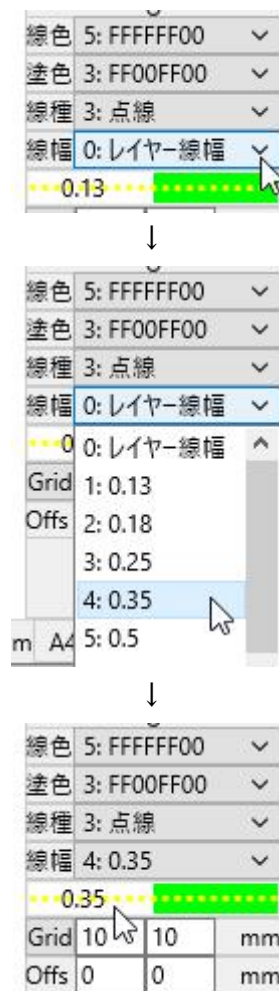 線色 5: FFFFFF00
塗色 3: FF00FF00
線種 3: 点線
線幅 0: レイヤー線幅
0.13
↓
線色 5: FFFFFF00
塗色 3: FF00FF00
線種 3: 点線
線幅 0: レイヤー線幅
0 0: レイヤー線幅
Grid 1: 0.13
Offs 2: 0.18
3: 0.25
4: 0.35
m A4 5: 0.5
↓
線色 5: FFFFFF00
塗色 3: FF00FF00
線種 3: 点線
線幅 4: 0.35
0.35
Grid 10 10 mm
Offs 0 0 mm